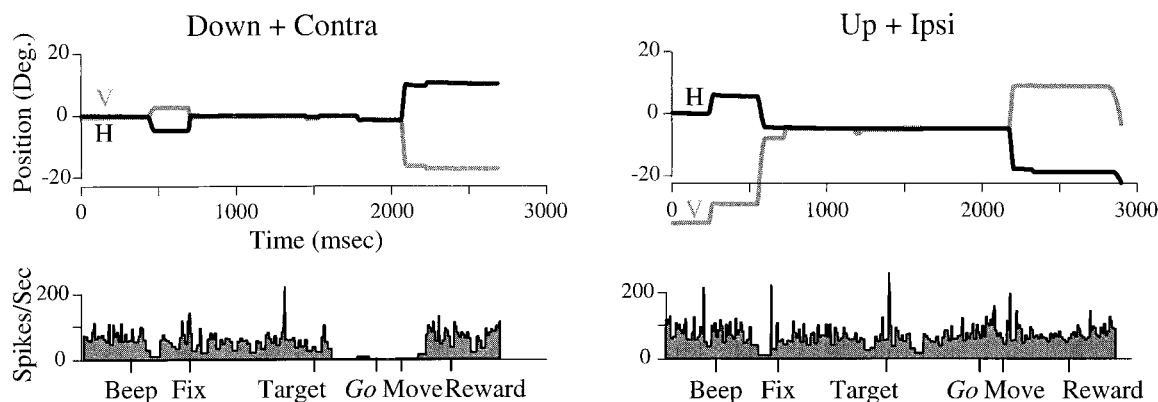 Down + Contra
Up + Ipsi
Position (Deg.)
20
0
-20
V
H
0 1000 2000 3000
Time (msec)
20
0
-20
H
V
0 1000 2000 3000
Spikes/Sec
200
0
Beep Fix Target Go Move Reward
200
0
Beep Fix Target Go Move Reward